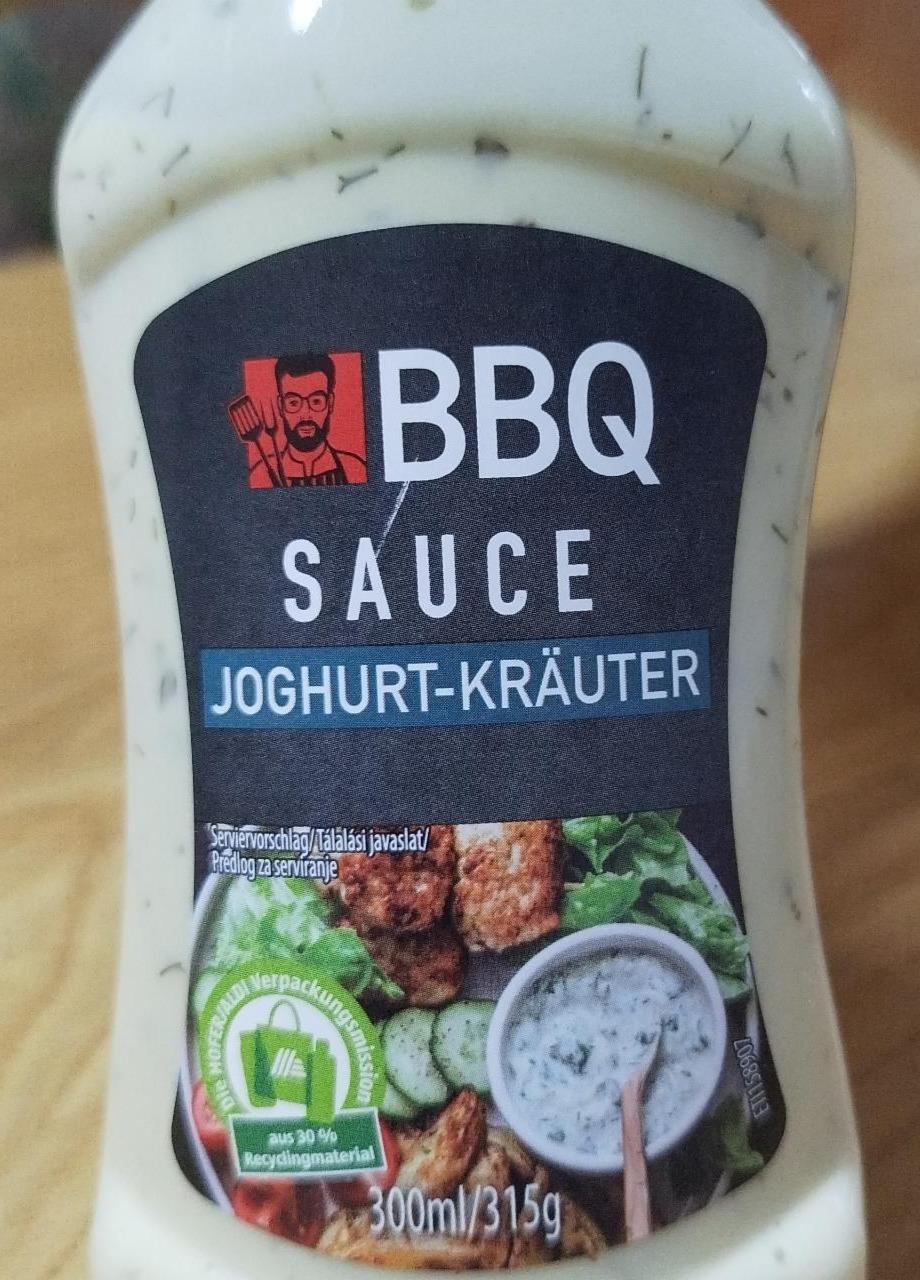 BBQ
SAUCE
JOGHURT-KRÄUTER
Serviervorschlag/Tálalási javaslat/
Predlog za serviranje
Die HOFER/ALDI Verpackungsmission
aus 30 %
Recyclingmaterial
300ml/315g